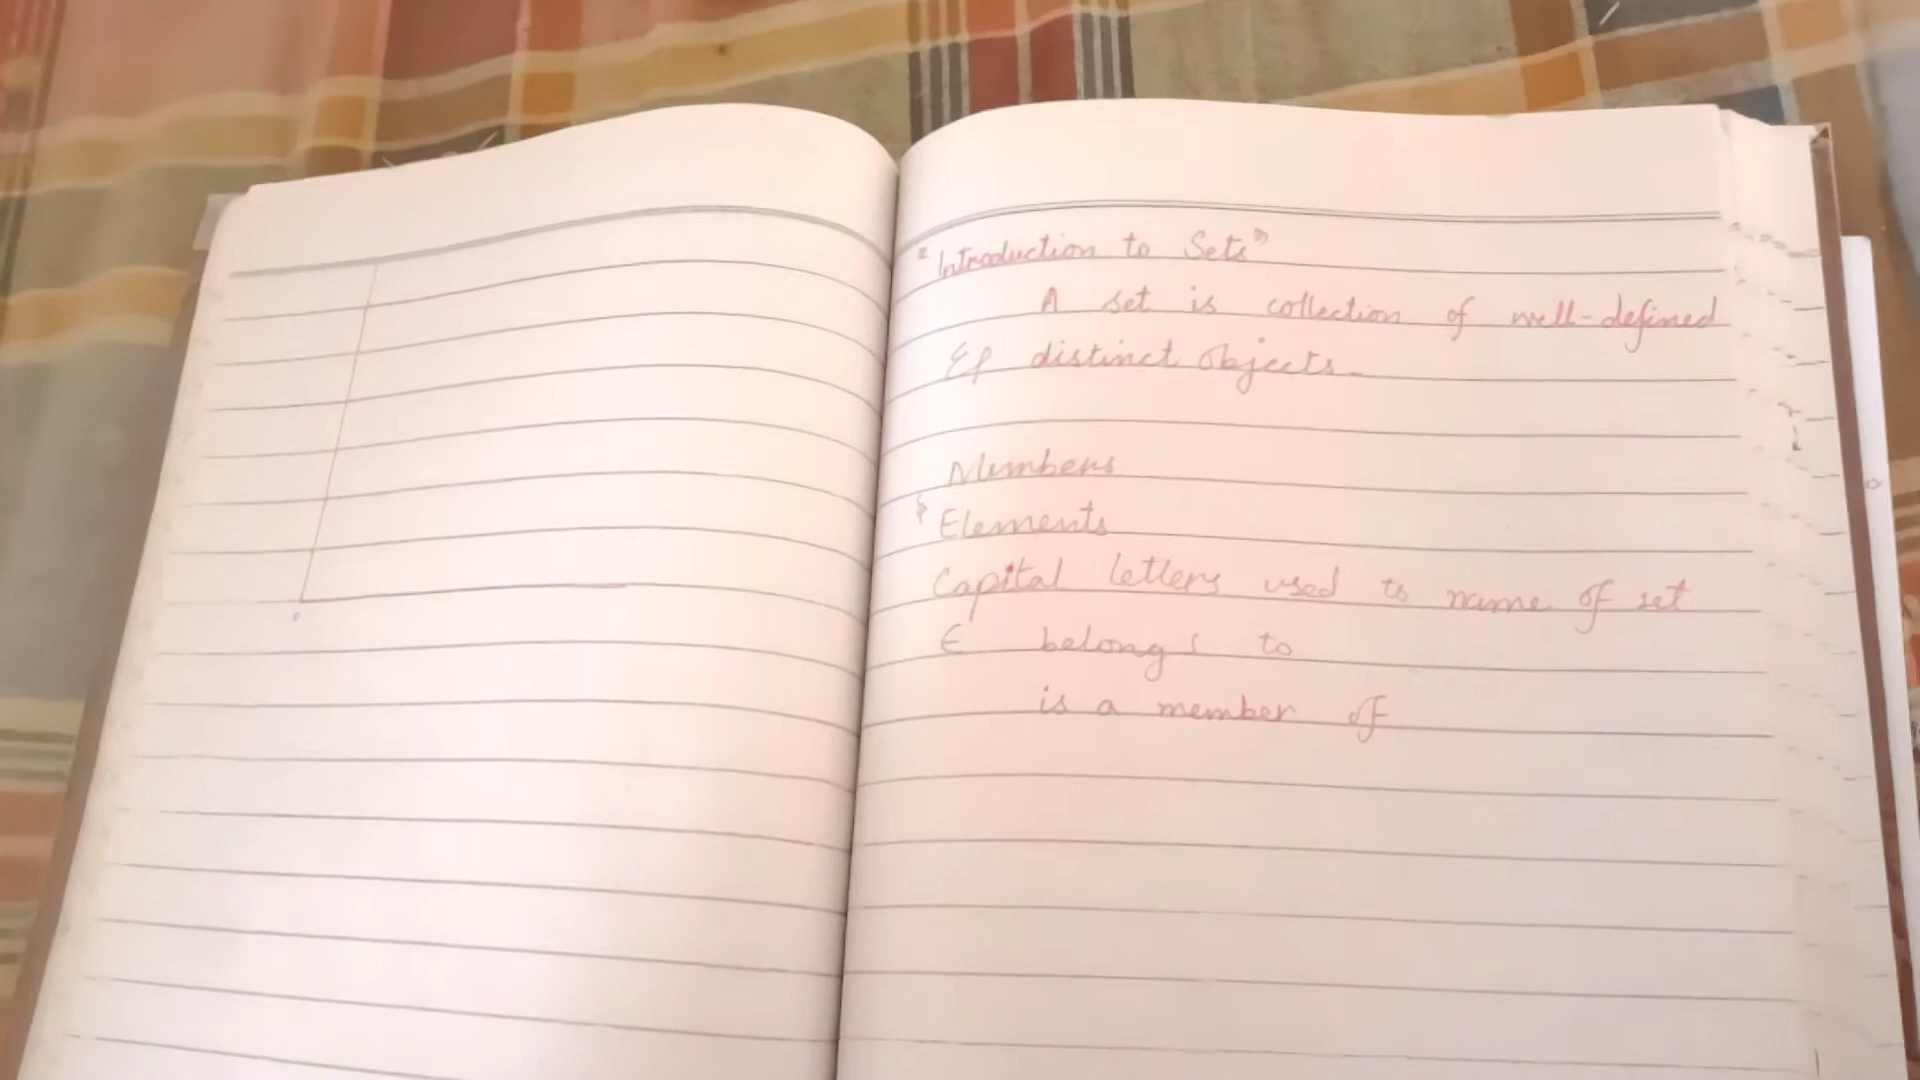 "Introduction to Sets"
A set is collection of well-defined
& distinct objects.
Members
Elements
Capital letters used to name of set
∈ belongs to
is a member of